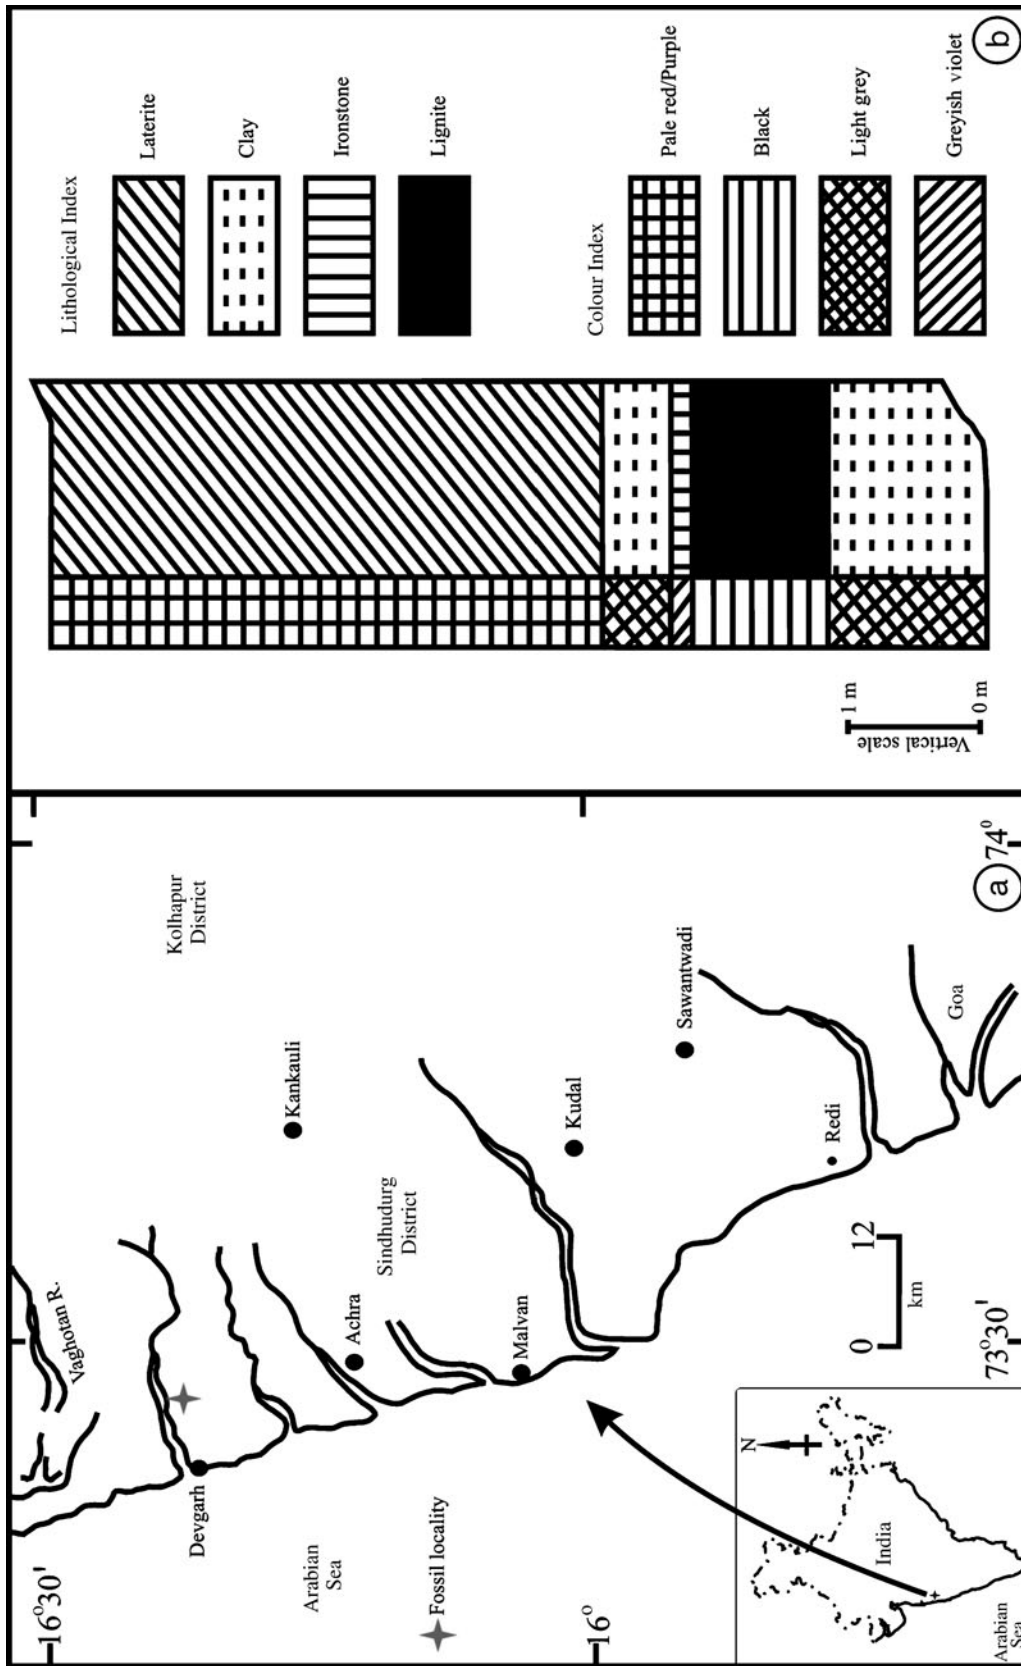 16°30'
16°
Vaghotan R.
Devgarh
Achra
Kankauli
Kolhapur
District
Sindhudurg
District
Malvan
Kudal
Sawantwadi
Redi
Goa
Arabian
Sea
Fossil locality
N
India
Arabian
Sea
0
12
km
73°30'
74°
a
Vertical scale
1 m
0 m
Lithological Index
Laterite
Clay
Ironstone
Lignite
Colour Index
Pale red/Purple
Black
Light grey
Greyish violet
b